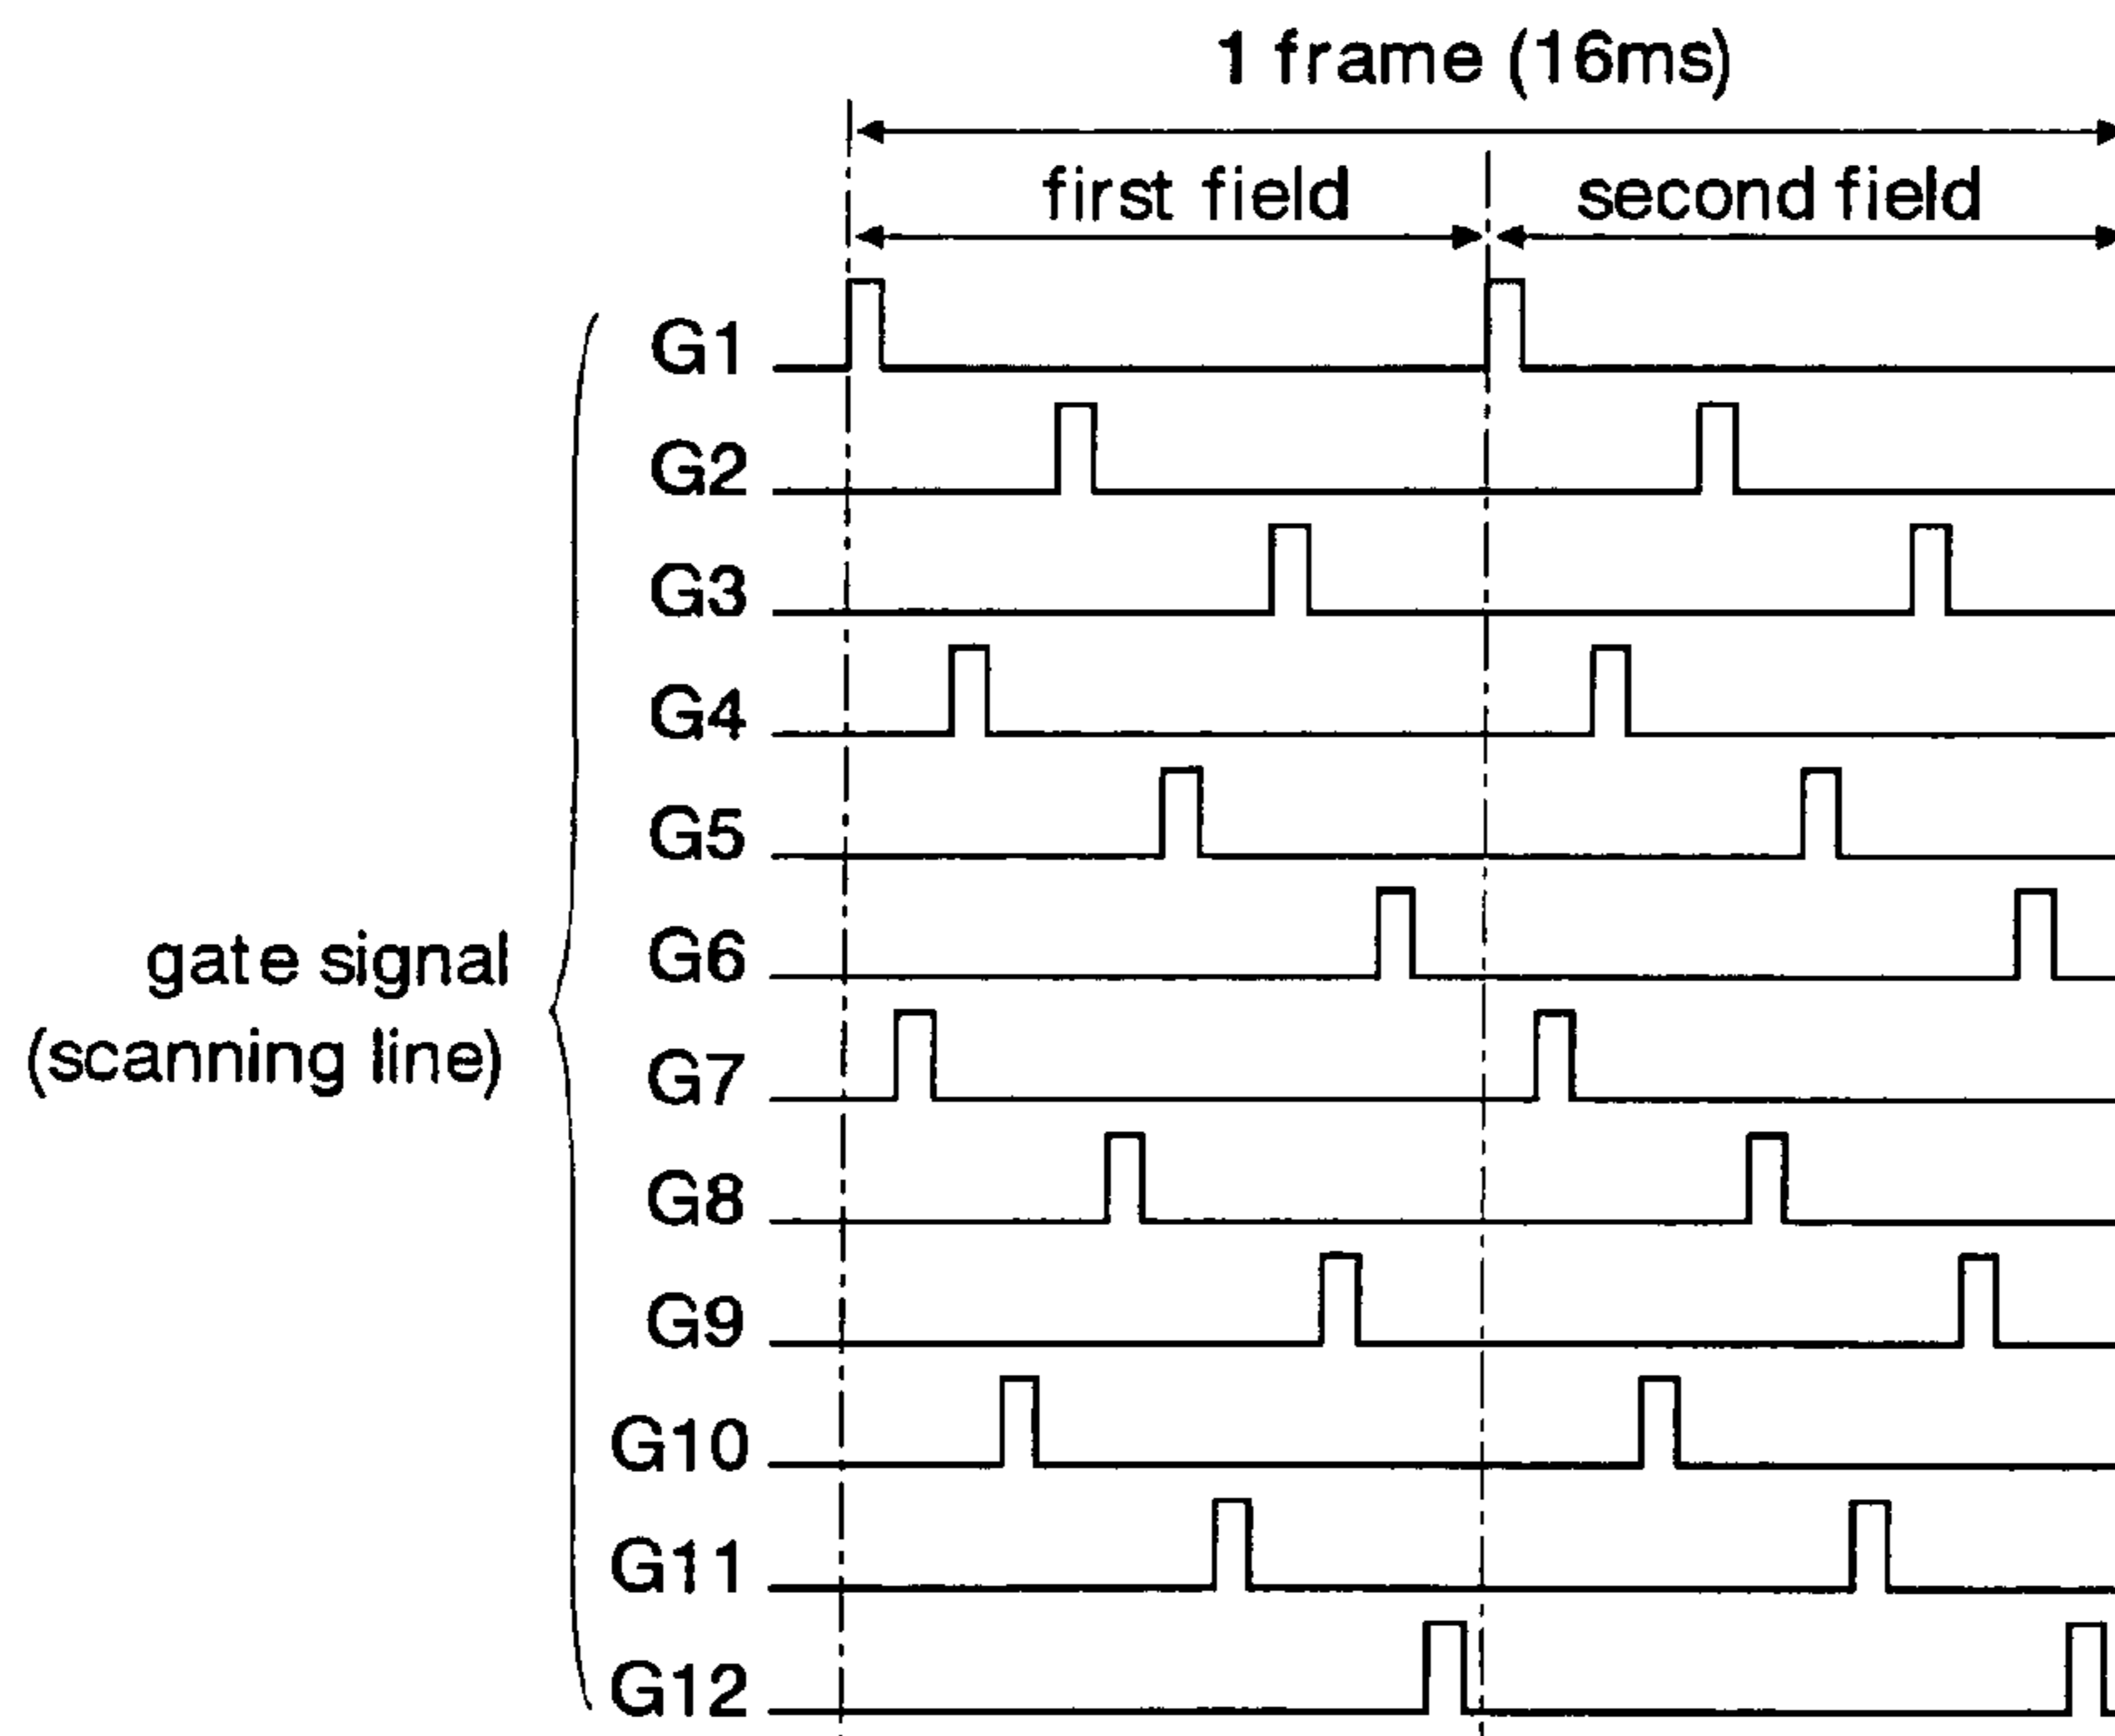 1 frame (16ms)
first field
second field
G1
G2
G3
G4
G5
G6
gate signal
(scanning line)
G7
G8
G9
G10
G11
G12